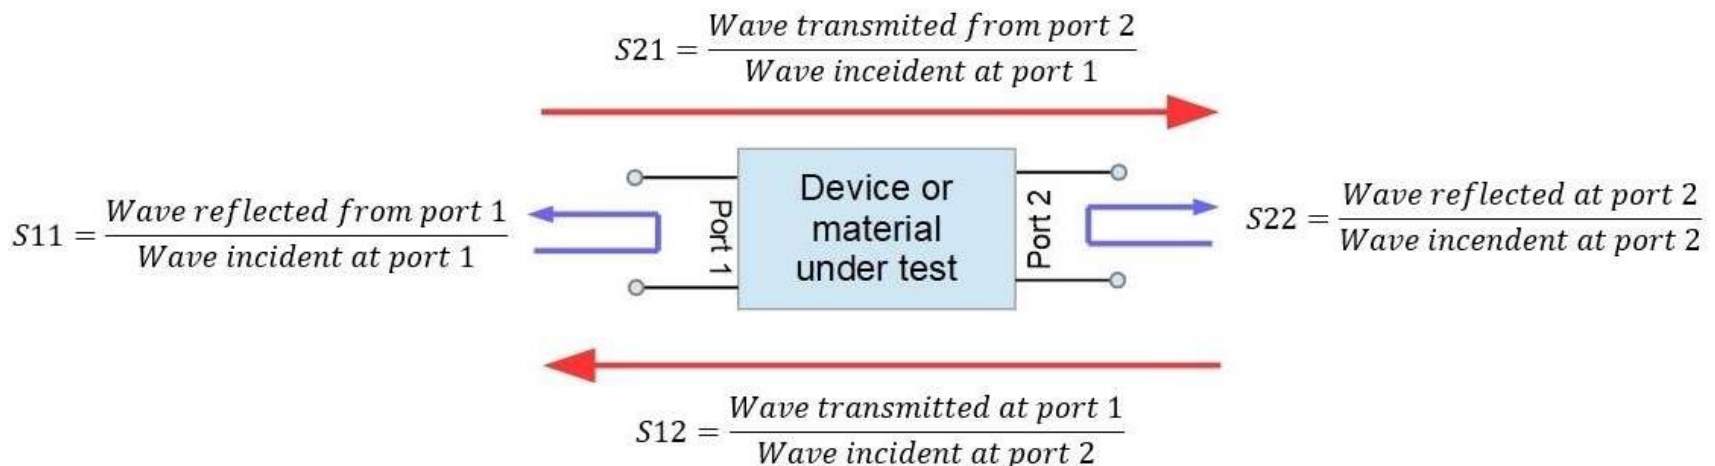 S21 = Wave transmited from port 2
Wave inceident at port 1
S11 = Wave reflected from port 1
Wave incident at port 1
Port 1
Device or
material
under test
Port 2
S22 = Wave reflected at port 2
Wave incendent at port 2
S12 = Wave transmitted at port 1
Wave incident at port 2